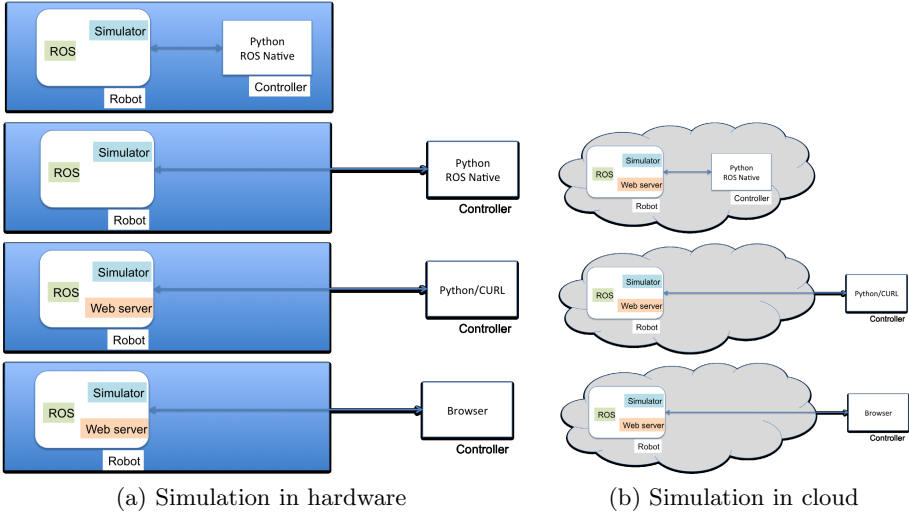 Simulator
ROS
Python
ROS Native
Robot
Controller
Simulator
ROS
Python
ROS Native
Robot
Controller
Simulator
ROS
Web server
Python/CURL
Robot
Controller
Simulator
ROS
Web server
Browser
Robot
Controller
(a) Simulation in hardware
Simulator
ROS
Web server
Python
ROS Native
Robot
Controller
Simulator
ROS
Web server
Python/CURL
Robot
Controller
Simulator
ROS
Web server
Browser
Robot
Controller
(b) Simulation in cloud